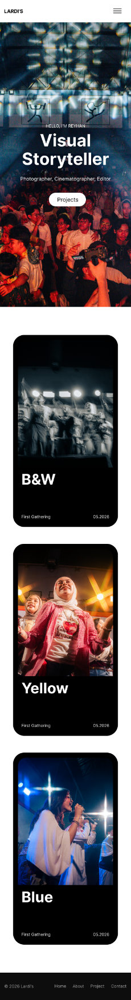 LARDI'S
HELLO, I'M REYHAN
Visual
Storyteller
Photographer, Cinematographer, Editor
Projects
B&W
First Gathering 05.2026
Yellow
First Gathering 05.2026
Blue
First Gathering 05.2026
© 2026 Lardi's Home About Project Contact